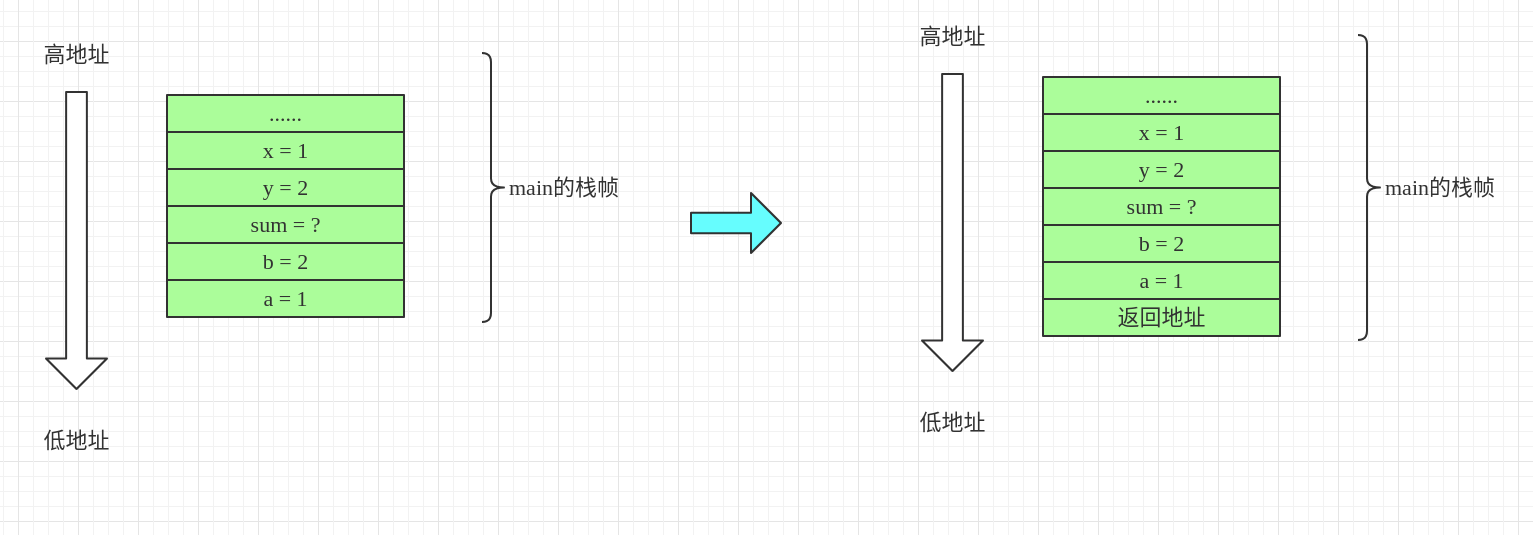 高地址
......
x = 1
y = 2
sum = ?
b = 2
a = 1
main的栈帧
低地址
高地址
......
x = 1
y = 2
sum = ?
b = 2
a = 1
返回地址
main的栈帧
低地址